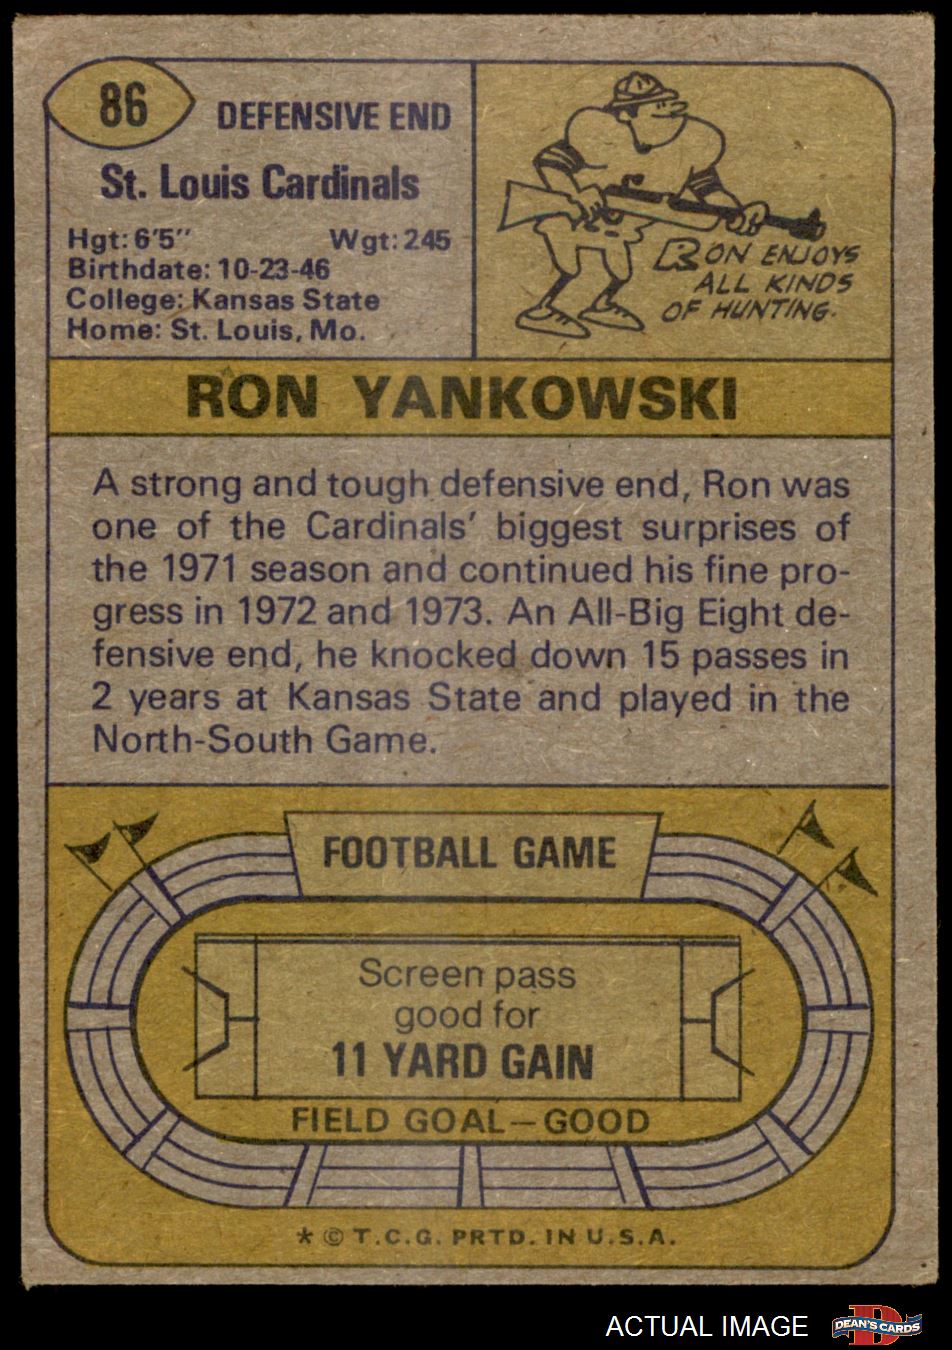 86
DEFENSIVE END
St. Louis Cardinals
Hgt: 6'5" Wgt: 245
Birthdate: 10-23-46
College: Kansas State
Home: St. Louis, Mo.
RON ENJOYS
ALL KINDS
OF HUNTING.
RON YANKOWSKI
A strong and tough defensive end, Ron was
one of the Cardinals' biggest surprises of
the 1971 season and continued his fine pro-
gress in 1972 and 1973. An All-Big Eight de-
fensive end, he knocked down 15 passes in
2 years at Kansas State and played in the
North-South Game.
FOOTBALL GAME
Screen pass
good for
11 YARD GAIN
FIELD GOAL—GOOD
* © T.C.G. PRTD. IN U.S.A.
ACTUAL IMAGE
D
DEAN'S CARDS